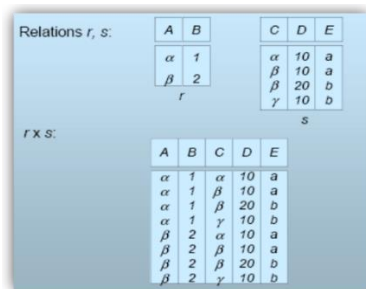 Relations r, s:
A B
α 1
β 2
r
C D E
α 10 a
β 10 a
β 20 b
γ 10 b
s
r x s:
A B C D E
α 1 α 10 a
α 1 β 10 a
α 1 β 20 b
α 1 γ 10 b
β 2 α 10 a
β 2 β 10 a
β 2 β 20 b
β 2 γ 10 b